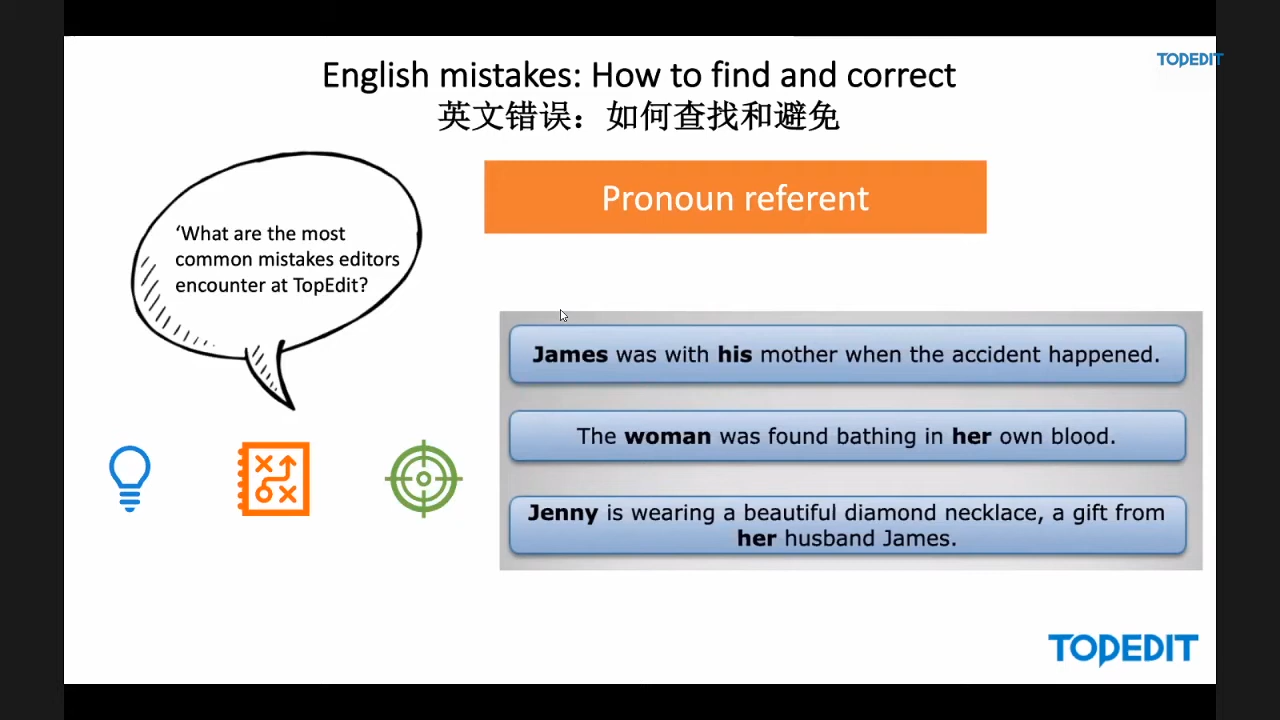 English mistakes: How to find and correct
英文错误：如何查找和避免
TOPEDIT
Pronoun referent
‘What are the most
common mistakes editors
encounter at TopEdit?
James was with his mother when the accident happened.
The woman was found bathing in her own blood.
Jenny is wearing a beautiful diamond necklace, a gift from
her husband James.
TOPEDIT